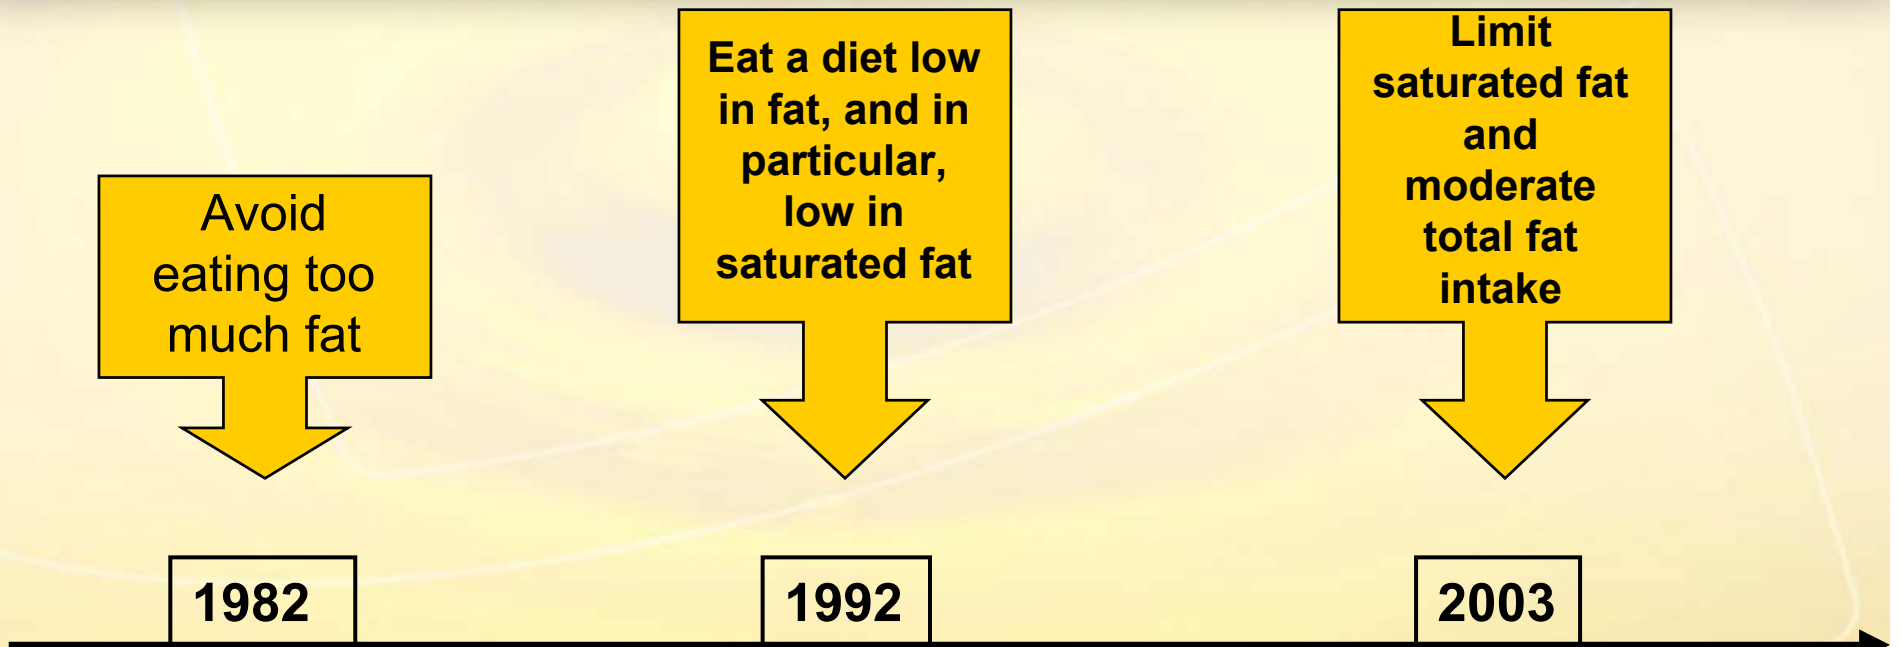 Avoid
eating too
much fat
Eat a diet low
in fat, and in
particular,
low in
saturated fat
Limit
saturated fat
and
moderate
total fat
intake
1982
1992
2003